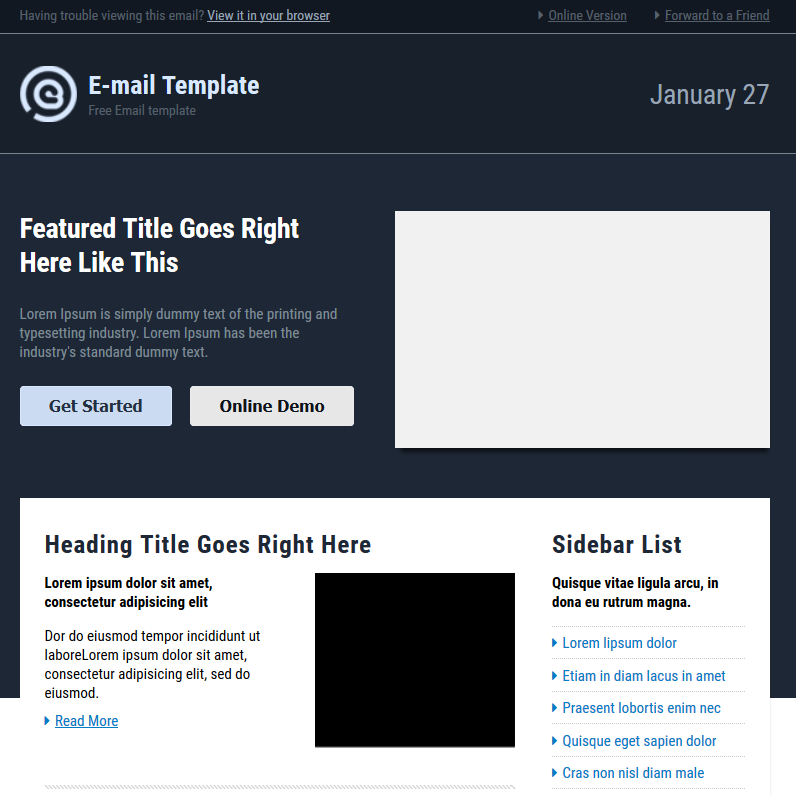 Having trouble viewing this email? View it in your browser
Online Version
Forward to a Friend
E-mail Template
Free Email template
January 27
Featured Title Goes Right
Here Like This
Lorem Ipsum is simply dummy text of the printing and
typesetting industry. Lorem Ipsum has been the
industry's standard dummy text.
Get Started
Online Demo
Heading Title Goes Right Here
Lorem ipsum dolor sit amet,
consectetur adipisicing elit
Dor do eiusmod tempor incididunt ut
laboreLorem ipsum dolor sit amet,
consectetur adipisicing elit, sed do
eiusmod.
Read More
Sidebar List
Quisque vitae ligula arcu, in
dona eu rutrum magna.
Lorem lipsum dolor
Etiam in diam lacus in amet
Praesent lobortis enim nec
Quisque eget sapien dolor
Cras non nisl diam male